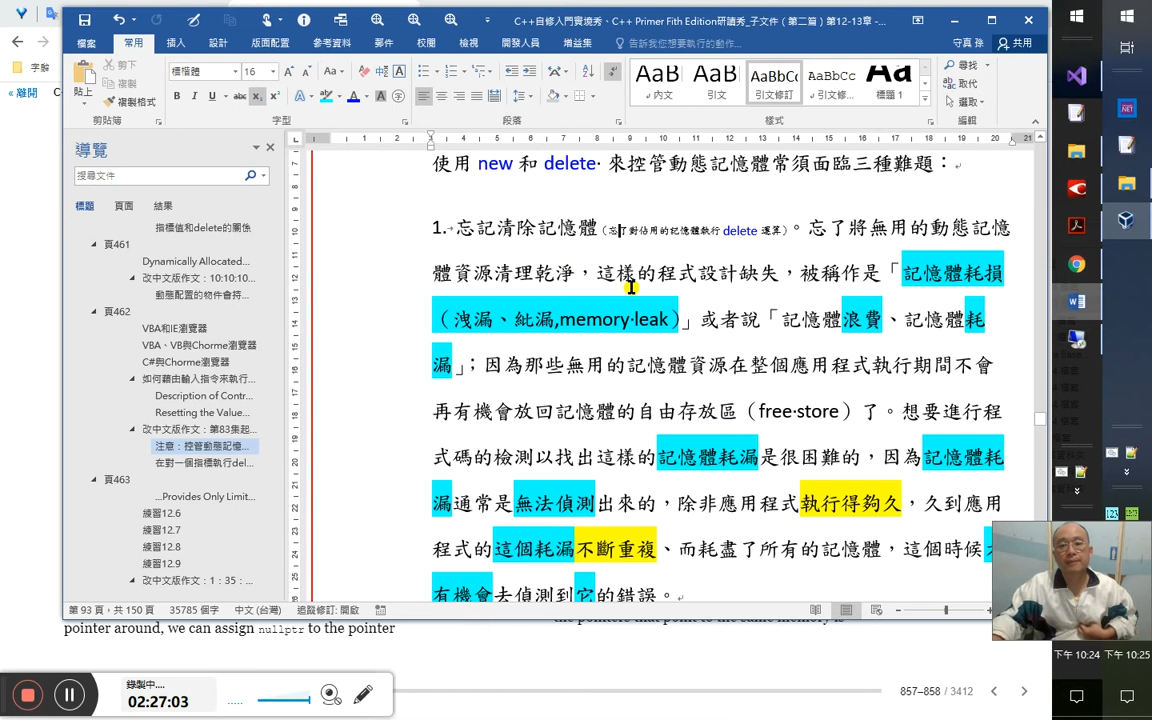 C++自修入門實境秀、C++ Primer Fith Edition研讀秀_子文件（第二篇）12-13章 - ...
檔案
常用
插入
設計
版面配置
參考資料
郵件
校閱
檢視
開發人員
增益集
告訴我您想要執行的動作...
守真 孫
共用
字齡
« 離開
貼上
剪下
複製
複製格式
標楷體
16
剪貼簿
字型
段落
樣式
編輯
AaB
AaB
AaBbCc
AaBbCc
AaB
內文
引文
引文修訂
引文修...
標題 1
尋找
取代
選取
導覽
搜尋文件
標題
頁面
結果
指標值和delete的關係
頁461
Dynamically Allocated...
改中文版作文：10:10:10...
動態配置的物件會持...
頁462
VBA和IE瀏覽器
VBA、VB與Chorme瀏覽器
C#與Chorme瀏覽器
如何藉由輸入指令來執行...
Description of Contr...
Resetting the Value...
改中文版作文：第83集起...
注意：控管動態記憶...
在對一個指標執行del...
頁463
...Provides Only Limit...
練習12.6
練習12.7
練習12.8
練習12.9
改中文版作文：1：35：...
使用 new 和 delete 來控管動態記憶體常須面臨三種難題：
1. 忘記清除記憶體（忘了對佔用的記憶體執行 delete 運算）。忘了將無用的動態記憶
體資源清理乾淨，這樣的程式設計缺失，被稱作是「記憶體耗損
（洩漏、紕漏,memory·leak）」或者說「記憶體浪費、記憶體耗
漏」；因為那些無用的記憶體資源在整個應用程式執行期間不會
再有機會放回記憶體的自由存放區（free·store）了。想要進行程
式碼的檢測以找出這樣的記憶體耗漏是很困難的，因為記憶體耗
漏通常是無法偵測出來的，除非應用程式執行得夠久，久到應用
程式的這個耗漏不斷重複、而耗盡了所有的記憶體，這個時候
有機會去偵測到它的錯誤。
第 93 頁，共 150 頁
35785 個字
中文 (台灣)
追蹤修訂: 開啟
pointer around, we can assign nullptr to the pointer
the pointers that point to the same memory is
錄製中....
02:27:03
857–858 / 3412
下午 10:24
下午 10:25